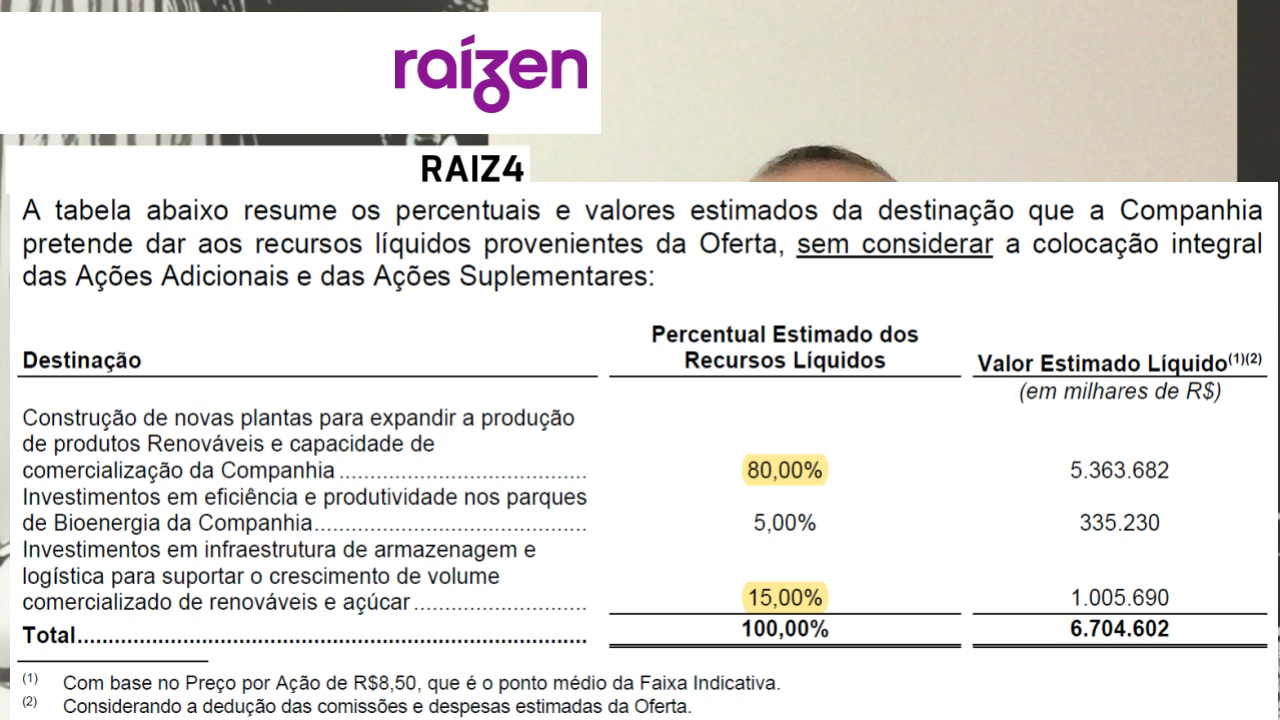 raízen
RAIZ4
A tabela abaixo resume os percentuais e valores estimados da destinação que a Companhia
pretende dar aos recursos líquidos provenientes da Oferta, sem considerar a colocação integral
das Ações Adicionais e das Ações Suplementares:
Destinação
Percentual Estimado dos
Recursos Líquidos
Valor Estimado Líquido(1)(2)
(em milhares de R$)
Construção de novas plantas para expandir a produção
de produtos Renováveis e capacidade de
comercialização da Companhia ................................. 80,00% 5.363.682
Investimentos em eficiência e produtividade nos parques
de Bioenergia da Companhia..................................... 5,00% 335.230
Investimentos em infraestrutura de armazenagem e
logística para suportar o crescimento de volume
comercializado de renováveis e açúcar ....................... 15,00% 1.005.690
Total.............................................................................. 100,00% 6.704.602
(1) Com base no Preço por Ação de R$8,50, que é o ponto médio da Faixa Indicativa.
(2) Considerando a dedução das comissões e despesas estimadas da Oferta.